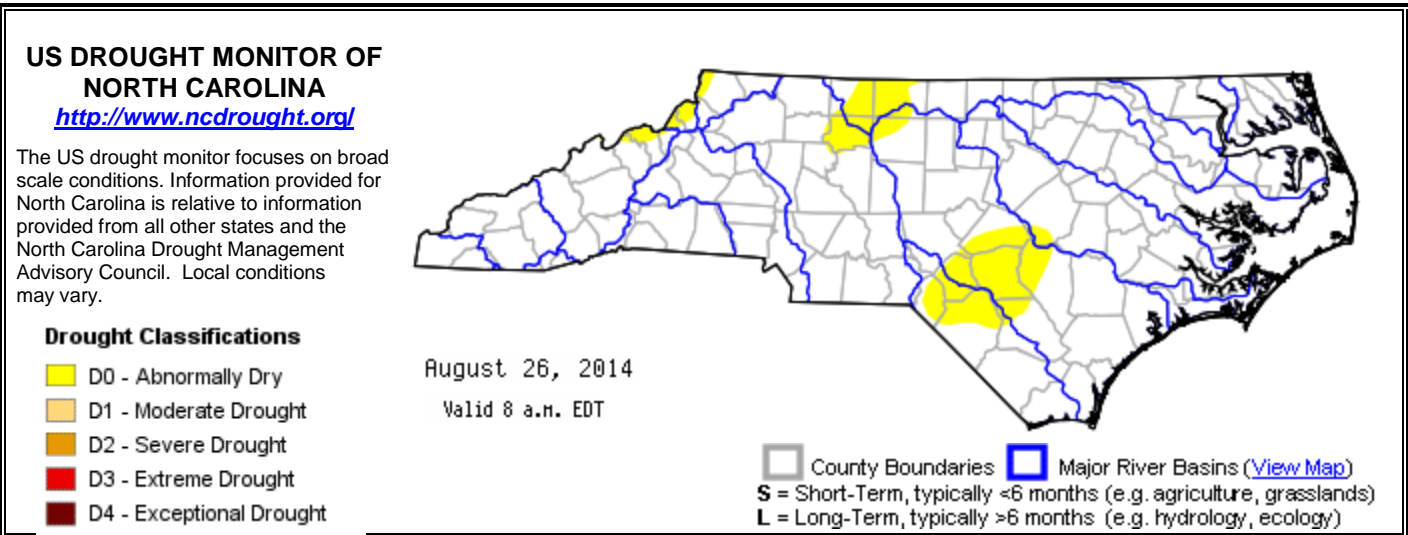 US DROUGHT MONITOR OF
NORTH CAROLINA
http://www.ncdrought.org/
The US drought monitor focuses on broad
scale conditions. Information provided for
North Carolina is relative to information
provided from all other states and the
North Carolina Drought Management
Advisory Council.  Local conditions
may vary.
Drought Classifications
D0 - Abnormally Dry
D1 - Moderate Drought
D2 - Severe Drought
D3 - Extreme Drought
D4 - Exceptional Drought
August 26, 2014
Valid 8 a.m. EDT
County Boundaries Major River Basins (View Map)
S = Short-Term, typically <6 months (e.g. agriculture, grasslands)
L = Long-Term, typically >6 months (e.g. hydrology, ecology)